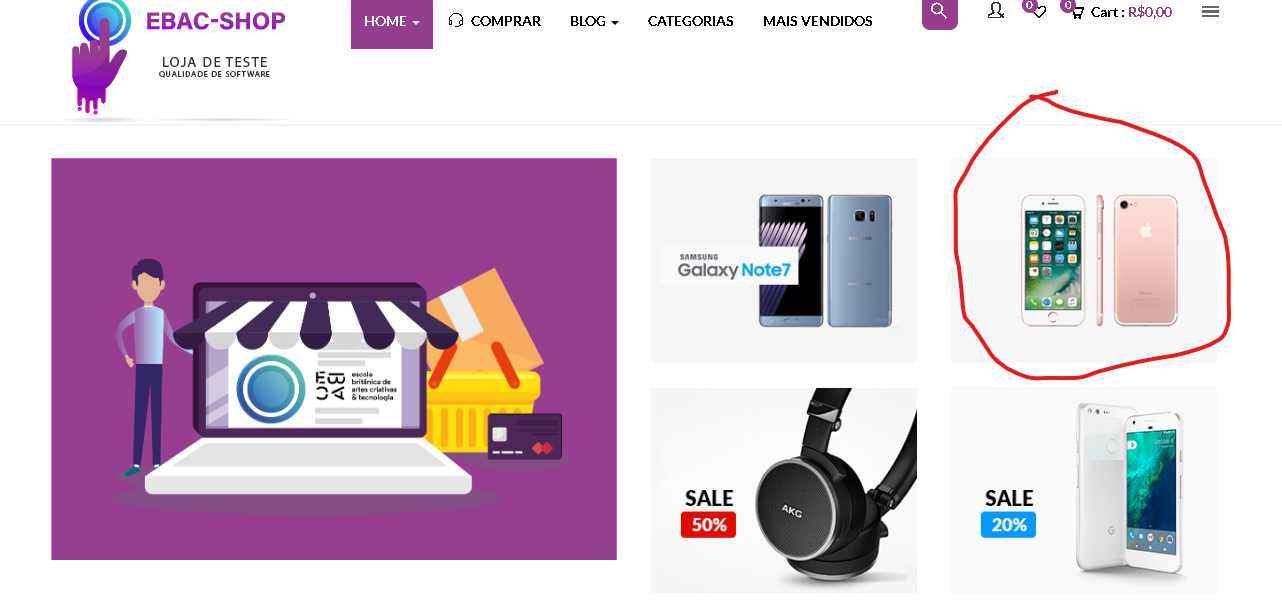 EBAC-SHOP
LOJA DE TESTE
QUALIDADE DE SOFTWARE
HOME
COMPRAR
BLOG
CATEGORIAS
MAIS VENDIDOS
0
0
Cart : R$0,00
EBAC
escola
britânica de
artes criativas
& tecnologia
SAMSUNG
Galaxy Note7
SALE
50%
AKG
SALE
20%
G